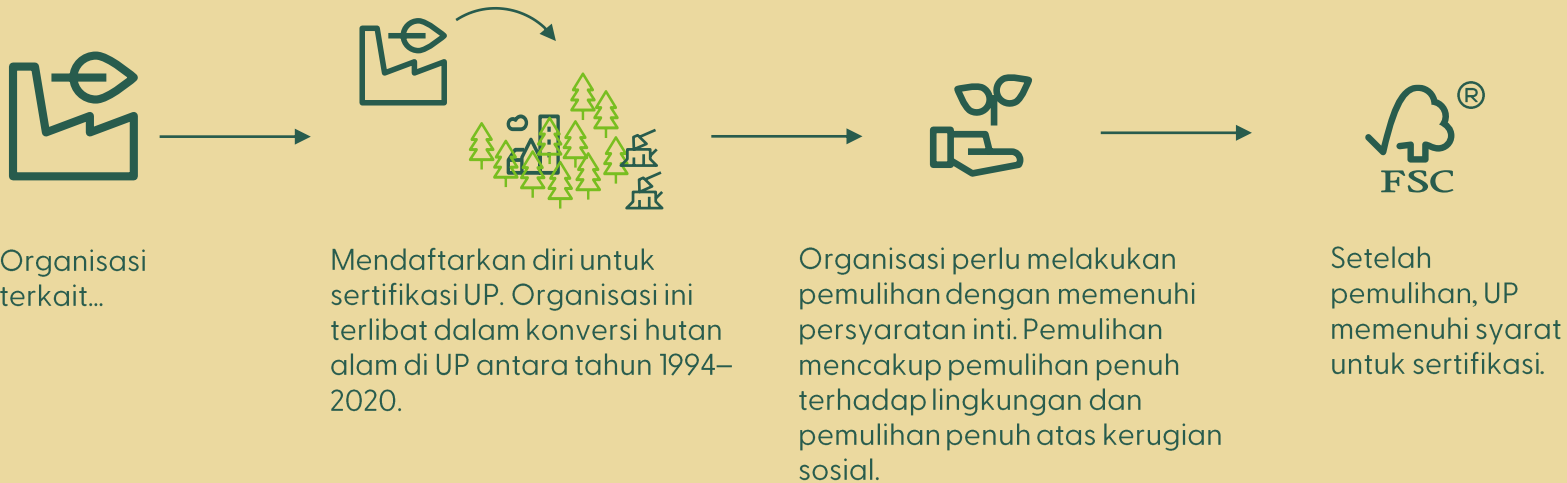 ®
FSC
Organisasi
terkait...
Mendaftarkan diri untuk
sertifikasi UP. Organisasi ini
terlibat dalam konversi hutan
alam di UP antara tahun 1994–
2020.
Organisasi perlu melakukan
pemulihan dengan memenuhi
persyaratan inti. Pemulihan
mencakup pemulihan penuh
terhadap lingkungan dan
pemulihan penuh atas kerugian
sosial.
Setelah
pemulihan, UP
memenuhi syarat
untuk sertifikasi.